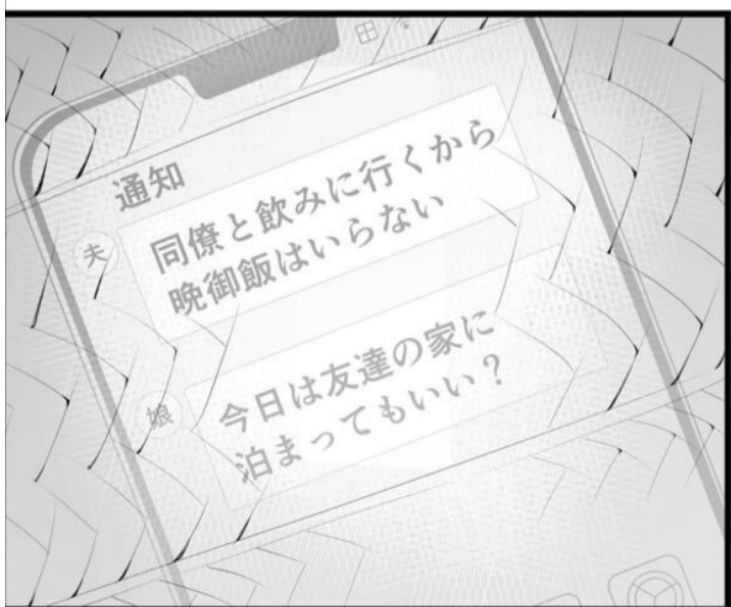 通知
夫
同僚と飲みに行くから
晩御飯はいらない
娘
今日は友達の家に
泊まってもいい？